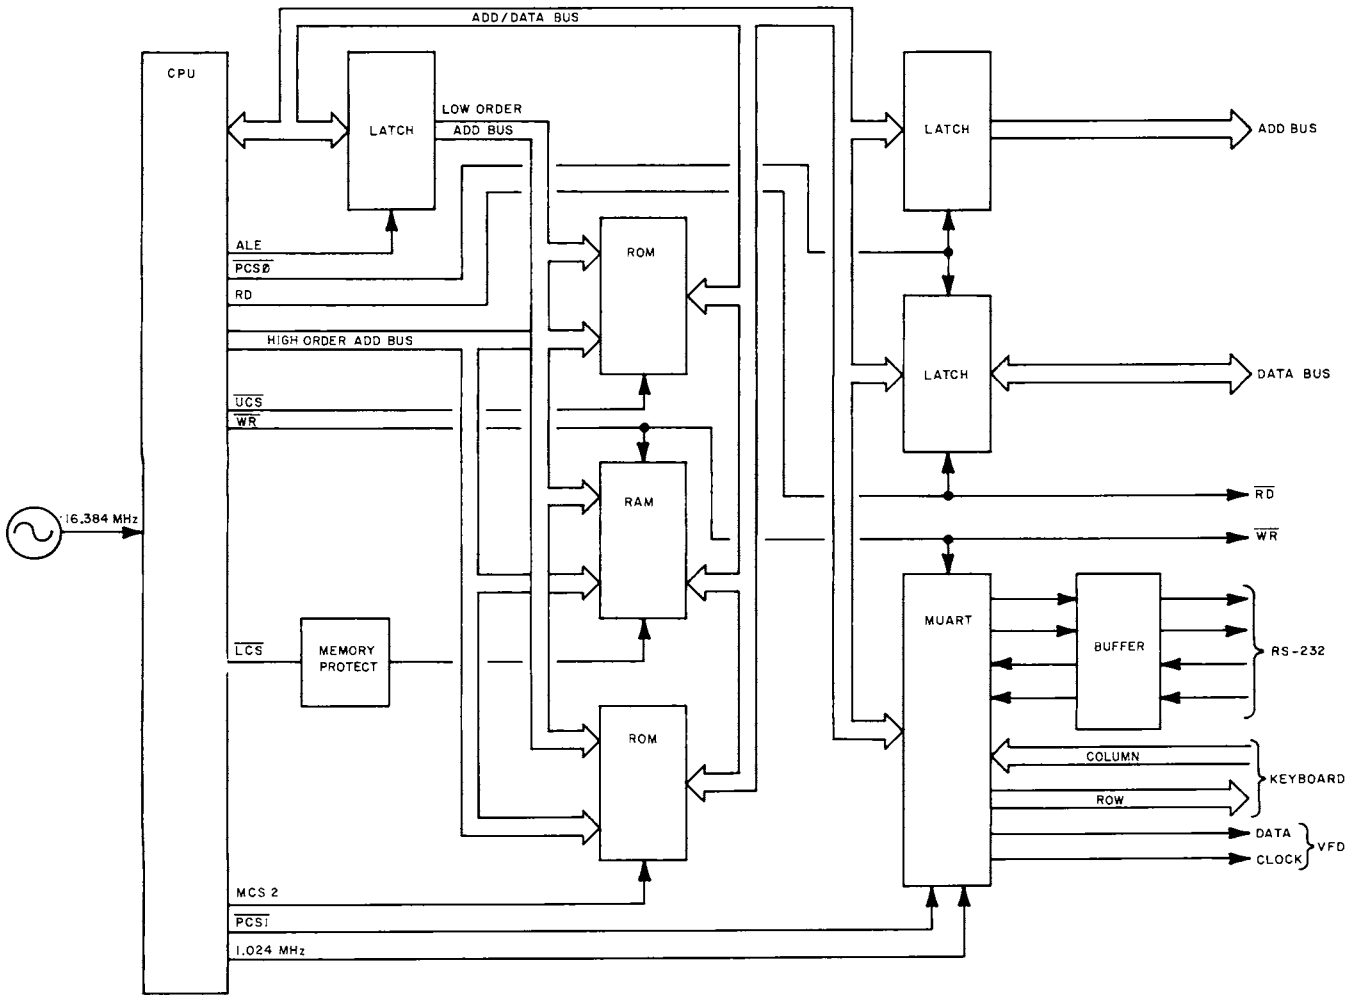 ADD/DATA BUS
CPU
LATCH
LOW ORDER
ADD BUS
LATCH
ADD BUS
ALE
PCSØ
RD
ROM
HIGH ORDER ADD BUS
LATCH
DATA BUS
UCS
WR
RAM
RD
16.384 MHz
WR
MUART
BUFFER
RS-232
LCS
MEMORY
PROTECT
ROM
COLUMN
KEYBOARD
ROW
DATA
VFD
CLOCK
MCS 2
PCS1
1.024 MHz